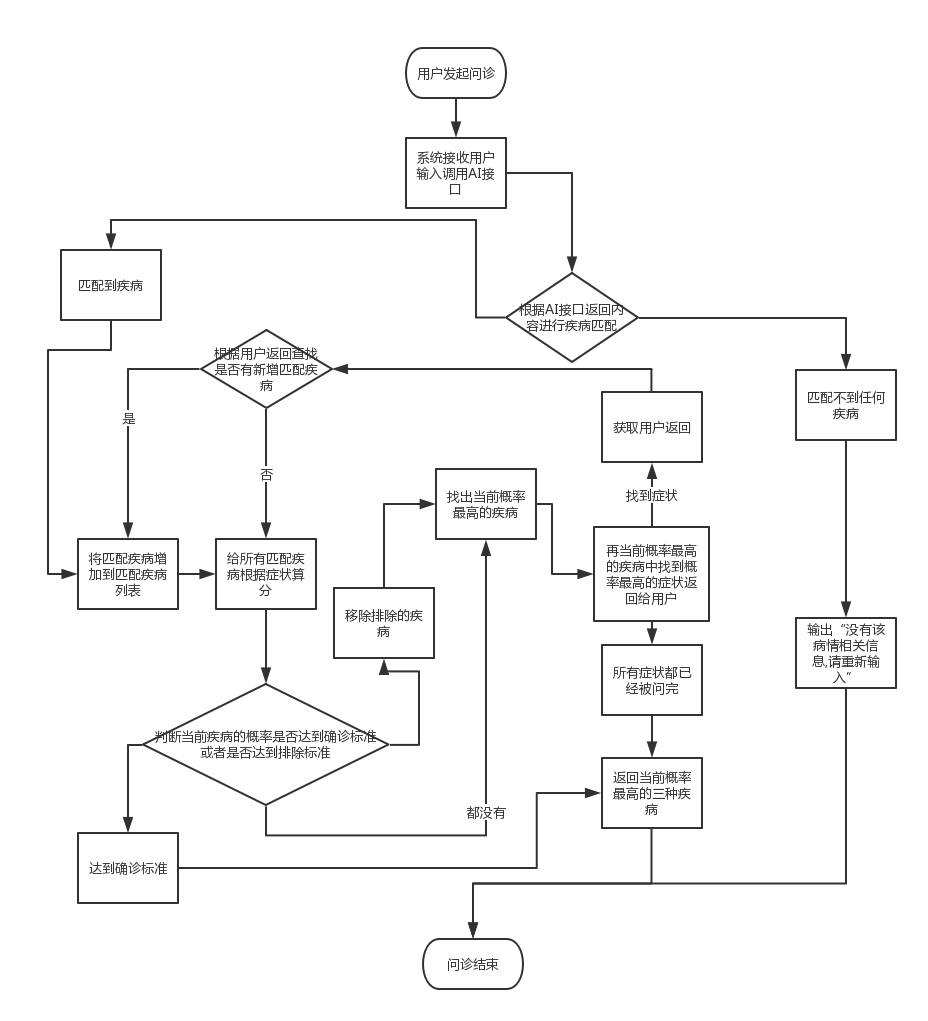 用户发起问诊
系统接收用户
输入调用AI接
口
匹配到疾病
根据AI接口返回内
容进行疾病匹配
根据用户返回查找
是否有新增匹配疾
病
匹配不到任何
疾病
获取用户返回
是
否
找到症状
找出当前概率
最高的疾病
将匹配疾病增
加到匹配疾病
列表
给所有匹配疾
病根据症状算
分
再当前概率最高
的疾病中找到概
率最高的症状返
回给用户
移除排除的疾
病
输出“没有该
病情相关信
息,请重新输
入”
所有症状都已
经被问完
判断当前疾病的概率是否达到确诊标准
或者是否达到排除标准
返回当前概率
最高的三种疾
病
都没有
达到确诊标准
问诊结束